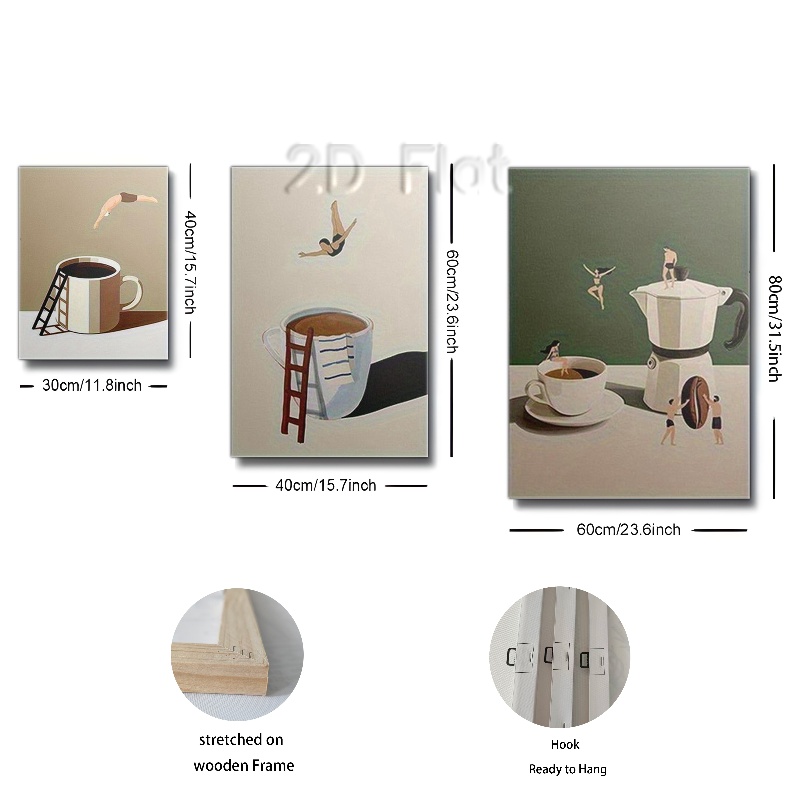 2D Flat
40cm/15.7inch
60cm/23.6inch
80cm/31.5inch
30cm/11.8inch
40cm/15.7inch
60cm/23.6inch
stretched on
wooden Frame
Hook
Ready to Hang